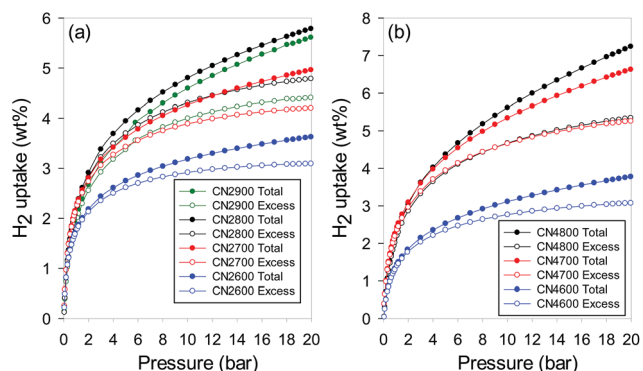 (a)
H2 uptake (wt%)
6
5
4
3
2
1
0
CN2900 Total
CN2900 Excess
CN2800 Total
CN2800 Excess
CN2700 Total
CN2700 Excess
CN2600 Total
CN2600 Excess
0 2 4 6 8 10 12 14 16 18 20
Pressure (bar)
(b)
H2 uptake (wt%)
8
7
6
5
4
3
2
1
0
CN4800 Total
CN4800 Excess
CN4700 Total
CN4700 Excess
CN4600 Total
CN4600 Excess
0 2 4 6 8 10 12 14 16 18 20
Pressure (bar)